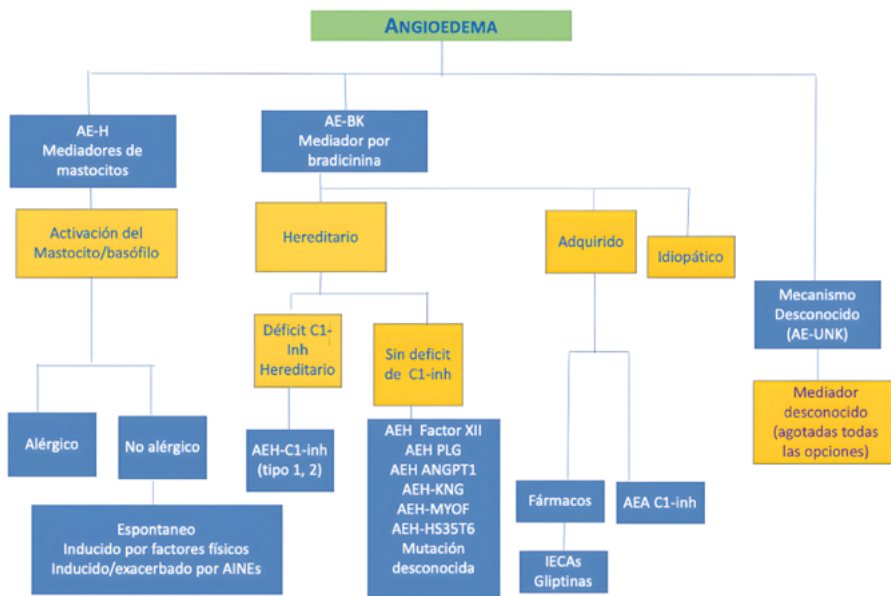 ANGIOEDEMA
AE-H
Mediadores de
mastocitos
AE-BK
Mediador por
bradicinina
Activación del
Mastocito/basófilo
Hereditario
Adquirido
Idiopático
Mecanismo
Desconocido
(AE-UNK)
Déficit C1-
Inh
Hereditario
Sin deficit
de C1-inh
Mediador
desconocido
(agotadas todas
las opciones)
Alérgico
No alérgico
AEH-C1-inh
(tipo 1, 2)
AEH Factor XII
AEH PLG
AEH ANGPT1
AEH-KNG
AEH-MYOF
AEH-HS35T6
Mutación
desconocida
Fármacos
AEA C1-inh
Espontaneo
Inducido por factores físicos
Inducido/exacerbado por AINEs
IECAs
Gliptinas